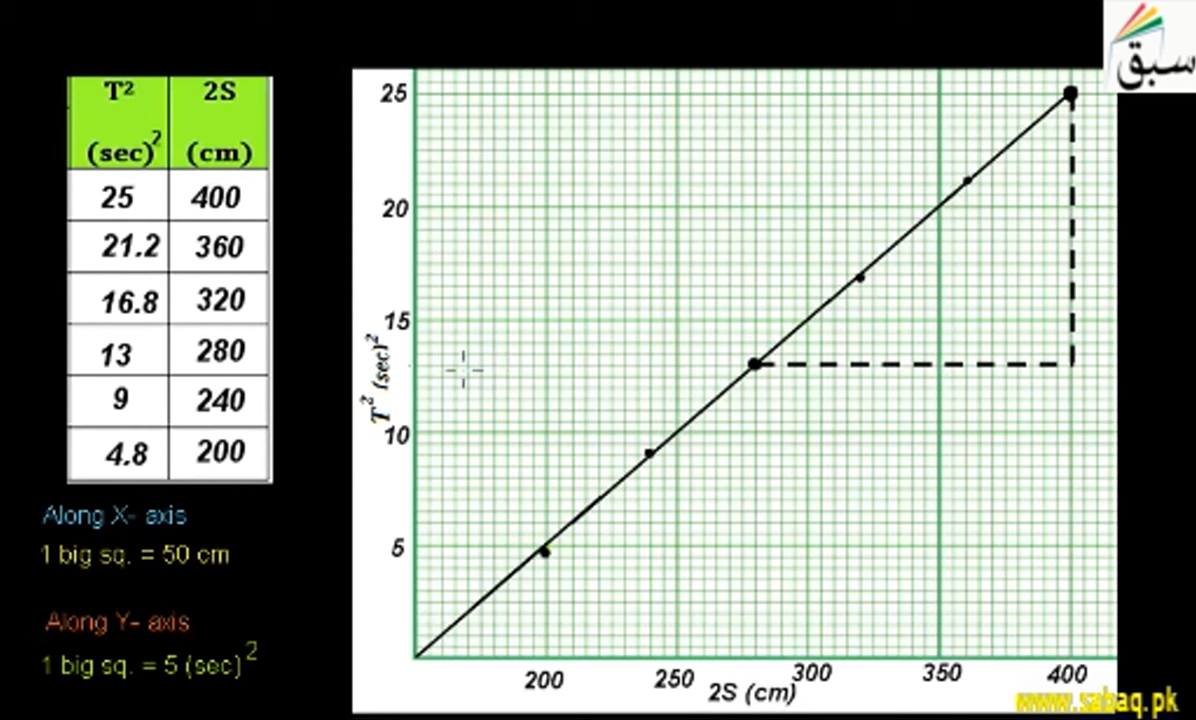 سبق
T² 2S
(sec)² (cm)
25 400
21.2 360
16.8 320
13 280
9 240
4.8 200
Along X- axis
1 big sq. = 50 cm
Along Y- axis
1 big sq. = 5 (sec)²
25
20
15
10
5
T² (sec)²
200 250 300 350 400
2S (cm)
www.sabaq.pk